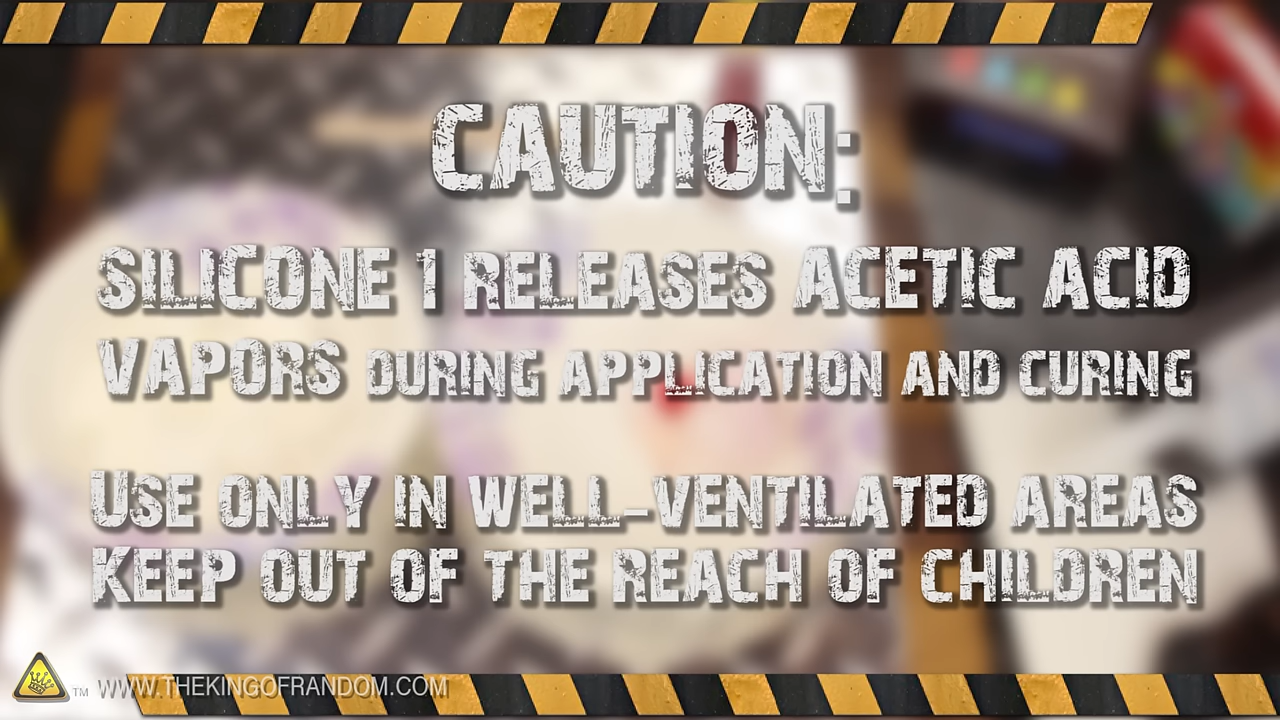 CAUTION:
SILICONE 1 RELEASES ACETIC ACID
VAPORS DURING APPLICATION AND CURING
USE ONLY IN WELL-VENTILATED AREAS
KEEP OUT OF THE REACH OF CHILDREN
TM WWW.THEKINGOFRANDOM.COM